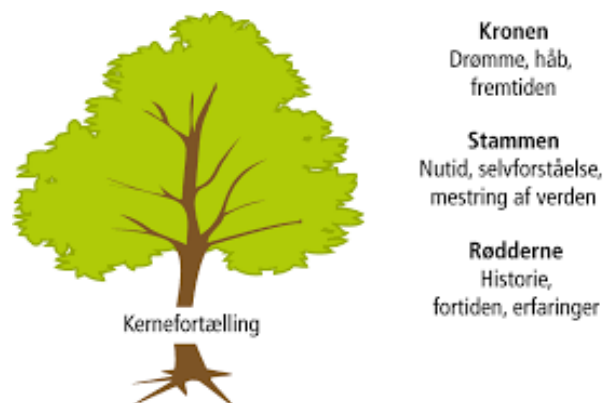 Kronen
Drømme, håb,
fremtiden
Stammen
Nutid, selvforståelse,
mestring af verden
Rødderne
Historie,
fortiden, erfaringer
Kernefortælling